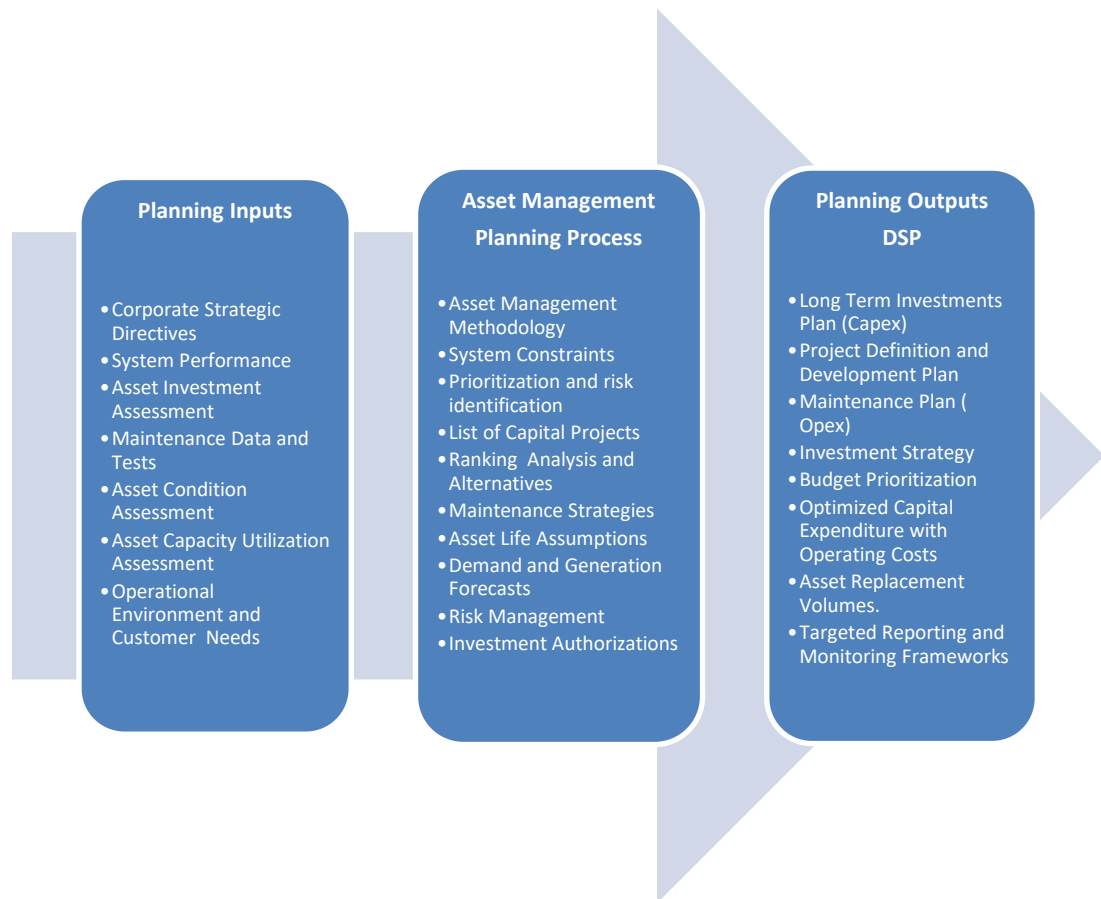 Planning Inputs
•Corporate Strategic
Directives
•System Performance
•Asset Investment
Assessment
•Maintenance Data and
Tests
•Asset Condition
Assessment
•Asset Capacity Utilization
Assessment
•Operational
Environment and
Customer Needs
Asset Management
Planning Process
•Asset Management
Methodology
•System Constraints
•Prioritization and risk
identification
•List of Capital Projects
•Ranking Analysis and
Alternatives
•Maintenance Strategies
•Asset Life Assumptions
•Demand and Generation
Forecasts
•Risk Management
•Investment Authorizations
Planning Outputs
DSP
•Long Term Investments
Plan (Capex)
•Project Definition and
Development Plan
•Maintenance Plan (
Opex)
•Investment Strategy
•Budget Prioritization
•Optimized Capital
Expenditure with
Operating Costs
•Asset Replacement
Volumes.
•Targeted Reporting and
Monitoring Frameworks